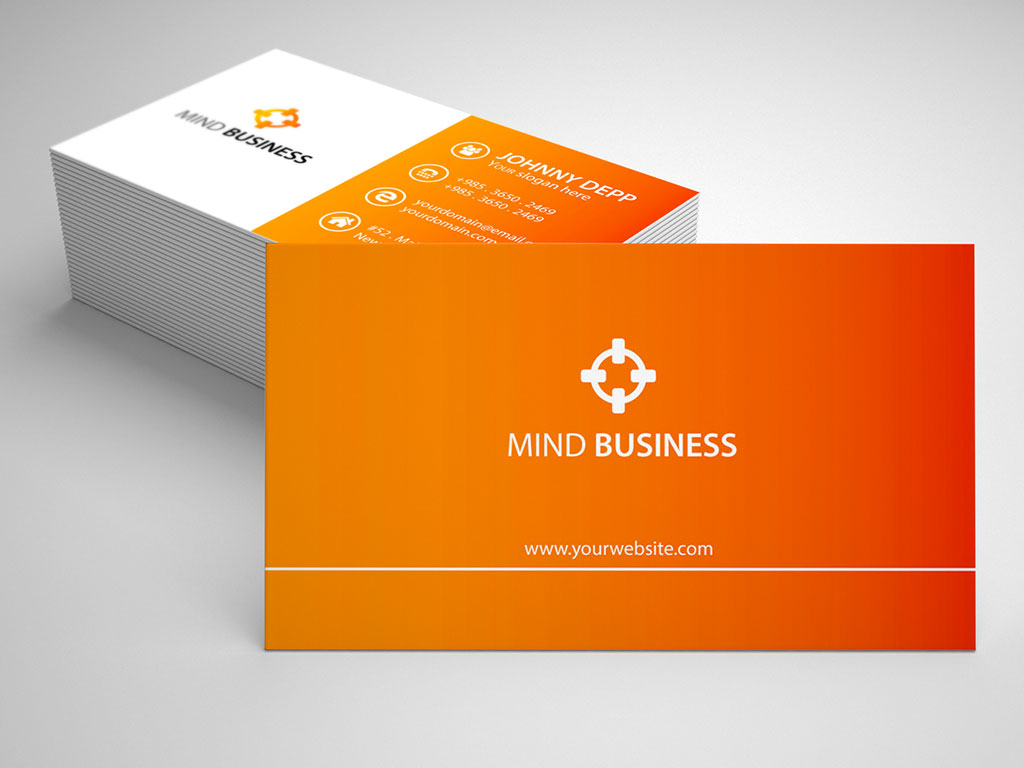 MIND BUSINESS
JOHNNY DEPP
Your slogan here
+985 . 3650 . 2469
+985 . 3650 . 2469
yourdomain@email.
yourdomain.com
#52.
MIND BUSINESS
www.yourwebsite.com